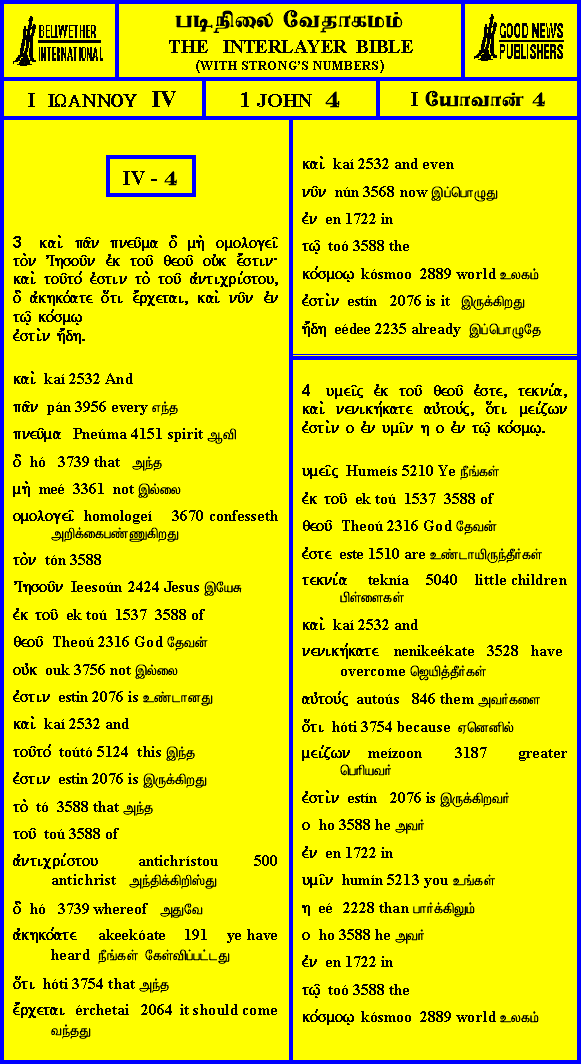 BELLWETHER
INTERNATIONAL
படிநிலை வேதாகமம்
THE INTERLAYER BIBLE
(WITH STRONG'S NUMBERS)
GOOD NEWS
PUBLISHERS
I ΙΩΑΝΝΟΥ IV
1 JOHN 4
I யோவான் 4
IV - 4
3 καὶ πᾶν πνεῦμα ὃ μὴ ομολογεῖ
τὸν Ἰησοῦν ἐκ τοῦ θεοῦ οὐκ ἔστιν·
καὶ τοῦτό ἐστιν τὸ τοῦ ἀντιχρίστου,
ὃ ἀκηκόατε ὅτι ἔρχεται, καὶ νῦν ἐν
τῷ κόσμῳ
ἐστὶν ἤδη.
καὶ kaí 2532 And
πᾶν pán 3956 every எந்த
πνεῦμα Pneúma 4151 spirit ஆவி
ὃ hó 3739 that அந்த
μὴ meé 3361 not இல்லை
ομολογεῖ homologeí 3670 confesseth
அறிக்கைபண்ணுகிறது
τὸν tón 3588
Ἰησοῦν Ieesoún 2424 Jesus இயேசு
ἐκ τοῦ ek toú 1537 3588 of
θεοῦ Theoú 2316 God தேவன்
οὐκ ouk 3756 not இல்லை
ἐστιν estin 2076 is உண்டானது
καὶ kaí 2532 and
τοῦτό toútó 5124 this இந்த
ἐστιν estin 2076 is இருக்கிறது
τὸ tó 3588 that அந்த
τοῦ toú 3588 of
ἀντιχρίστου antichrístou 500
antichrist அந்திக்கிறிஸ்து
ὃ hó 3739 whereof அதுவே
ἀκηκόατε akeekóate 191 ye have
heard நீங்கள் கேள்விப்பட்டது
ὅτι hóti 3754 that அந்த
ἔρχεται érchetai 2064 it should come
வந்தது
καὶ kaí 2532 and even
νῦν nún 3568 now இப்பொழுது
ἐν en 1722 in
τῷ toó 3588 the
κόσμοῳ kósmoo 2889 world உலகம்
ἐστὶν estín 2076 is it இருக்கிறது
ἤδη eédee 2235 already இப்பொழுதே
4 υμεῖς ἐκ τοῦ θεοῦ ἐστε, τεκνία,
καὶ νενικήκατε αὐτούς, ὅτι μείζων
ἐστὶν ο ἐν υμῖν η ο ἐν τῷ κόσμῳ.
υμεῖς Humeís 5210 Ye நீங்கள்
ἐκ τοῦ ek toú 1537 3588 of
θεοῦ Theoú 2316 God தேவன்
ἐστε este 1510 are உண்டாயிருந்தீர்கள்
τεκνία teknía 5040 little children
பிள்ளைகள்
καὶ kaí 2532 and
νενικήκατε nenikeékate 3528 have
overcome ஜெயித்தீர்கள்
αὐτούς autoús 846 them அவர்களை
ὅτι hóti 3754 because ஏனெனில்
μείζων meízoon 3187 greater
பெரியவர்
ἐστὶν estín 2076 is இருக்கிறவர்
ο ho 3588 he அவர்
ἐν en 1722 in
υμῖν humín 5213 you உங்கள்
η eé 2228 than பார்க்கிலும்
ο ho 3588 he அவர்
ἐν en 1722 in
τῷ toó 3588 the
κόσμοῳ kósmoo 2889 world உலகம்